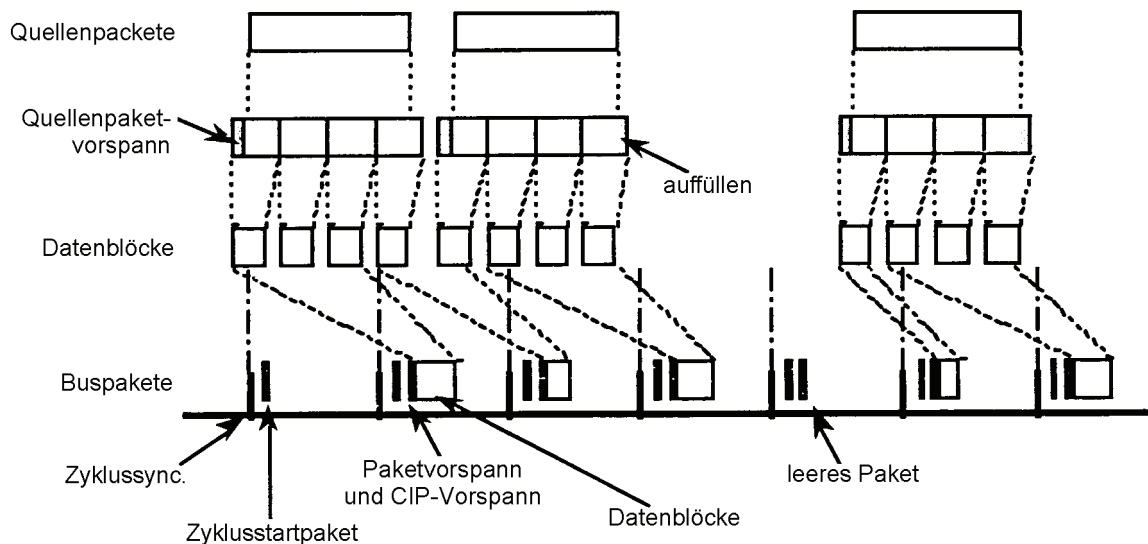 Quellenpackete
Quellenpaket-
vorspann
auffüllen
Datenblöcke
Buspakete
Zyklussync.
Paketvorspann
und CIP-Vorspann
leeres Paket
Datenblöcke
Zyklusstartpaket